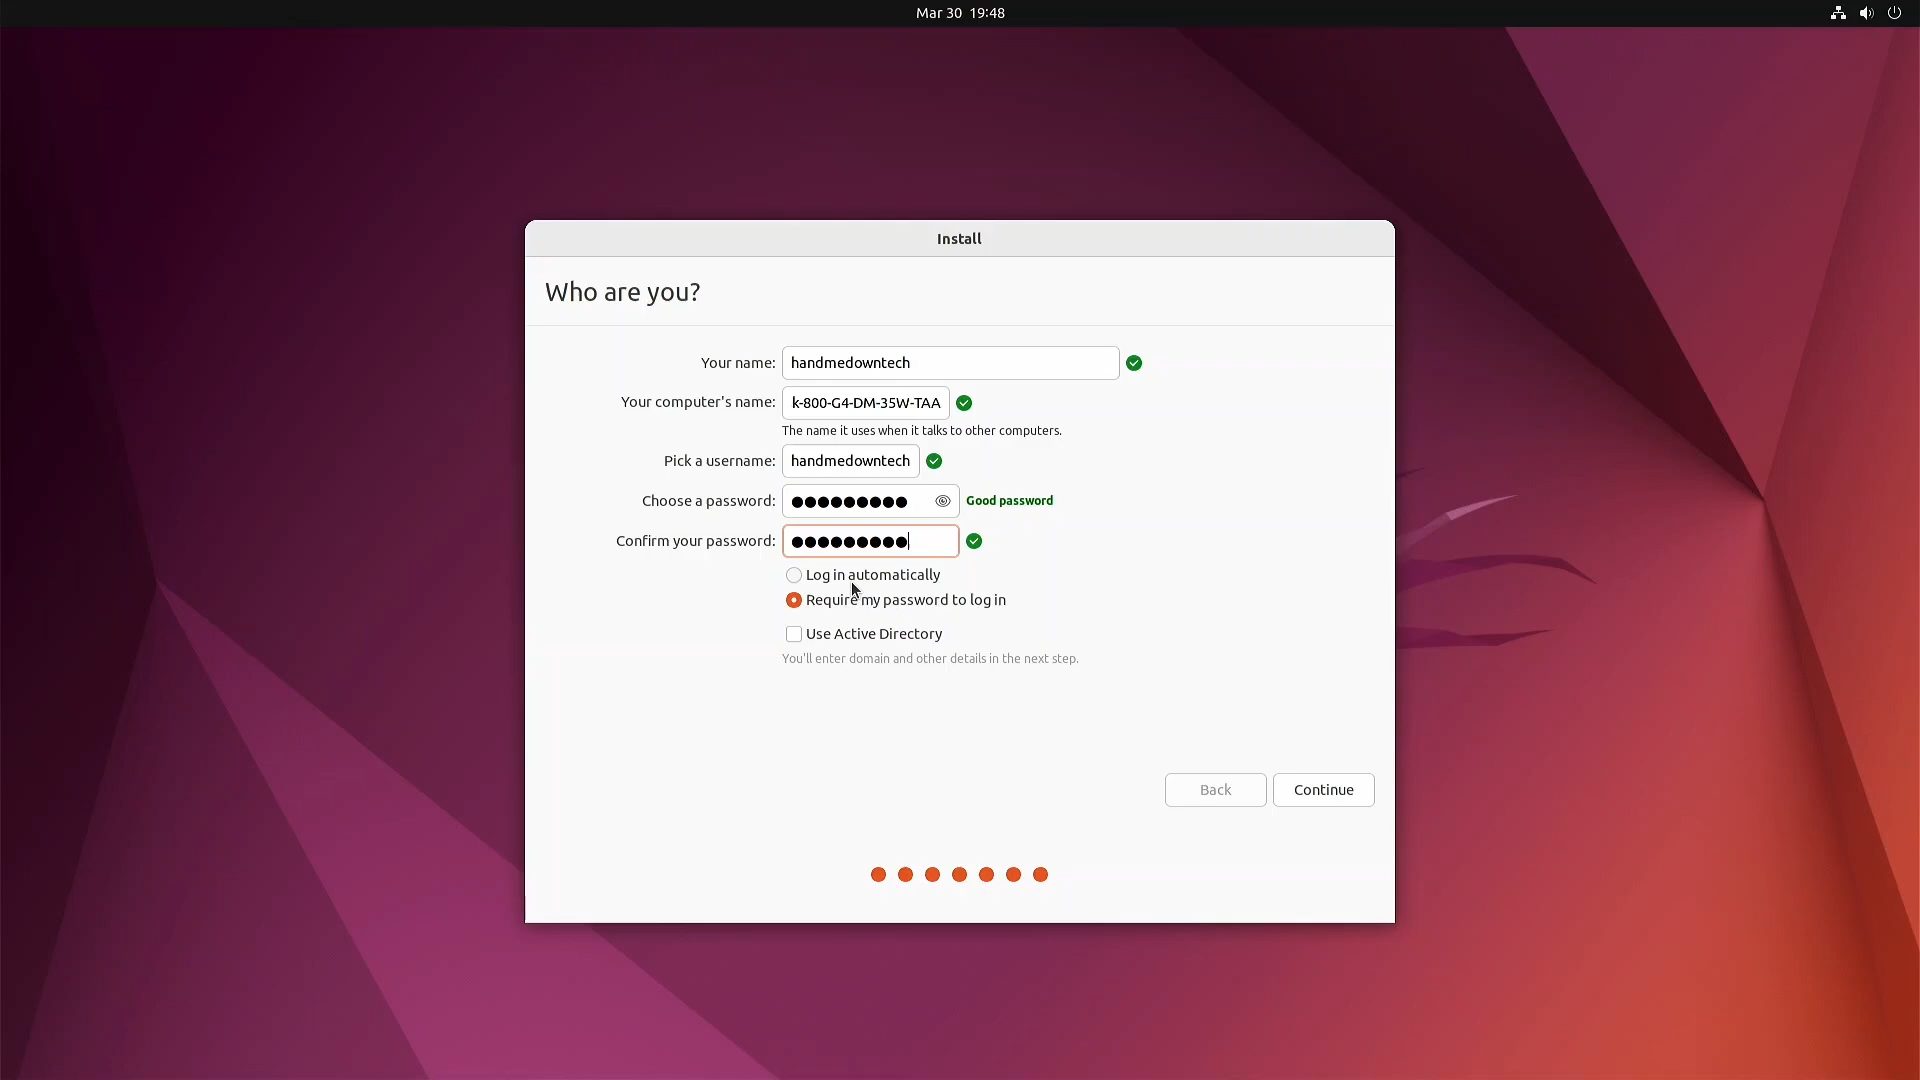 Mar 30 19:48
Install
Who are you?
Your name: handmedowntech
Your computer's name: k-800-G4-DM-35W-TAA
The name it uses when it talks to other computers.
Pick a username: handmedowntech
Choose a password: ●●●●●●●●● Good password
Confirm your password: ●●●●●●●●●
Log in automatically
Require my password to log in
Use Active Directory
You'll enter domain and other details in the next step.
Back Continue